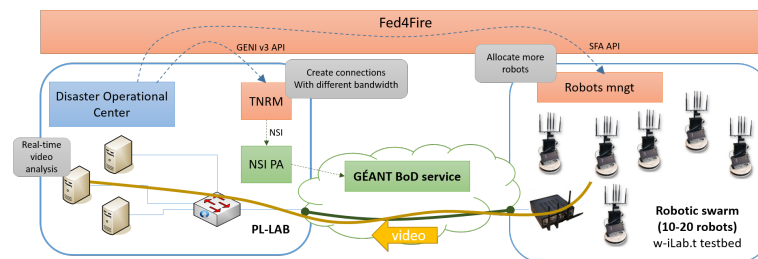 Fed4Fire
GENI v3 API
SFA API
Create connections
With different bandwidth
Allocate more
robots
Disaster Operational
Center
TNRM
Robots mngt
NSI
Real-time
video
analysis
NSI PA
GÉANT BoD service
PL-LAB
video
Robotic swarm
(10-20 robots)
w-iLab.t testbed